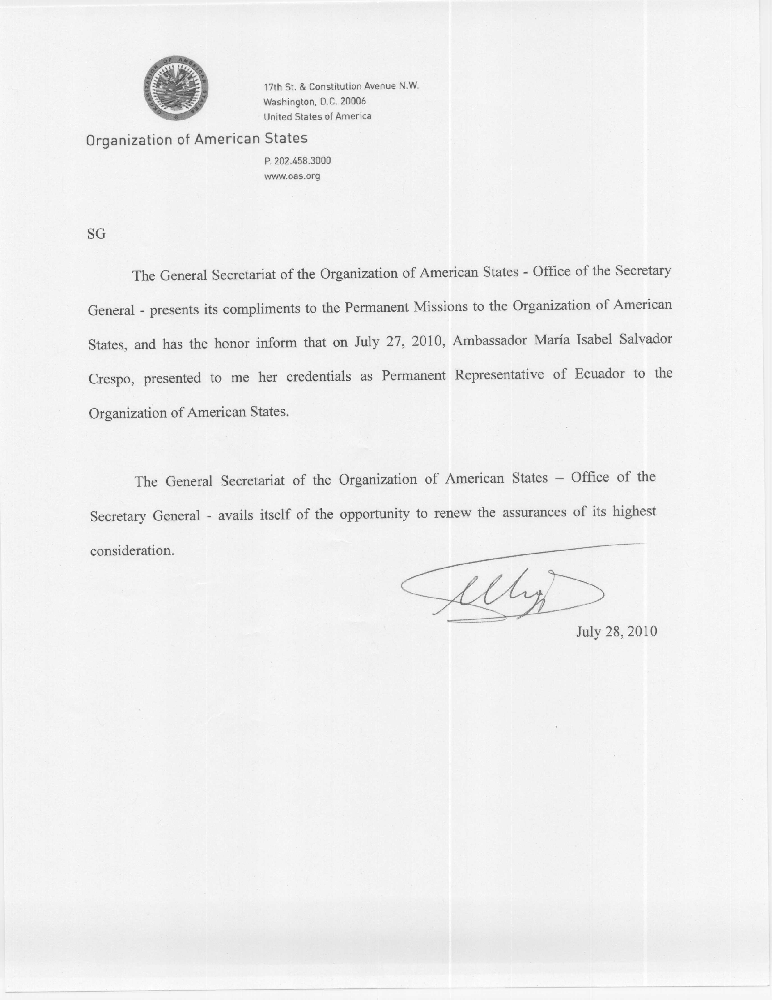 ORGANIZATION OF AMERICAN STATES
17th St. & Constitution Avenue N.W.
Washington, D.C. 20006
United States of America
Organization of American States
P. 202.458.3000
www.oas.org
SG
The General Secretariat of the Organization of American States - Office of the Secretary
General - presents its compliments to the Permanent Missions to the Organization of American
States, and has the honor inform that on July 27, 2010, Ambassador María Isabel Salvador
Crespo, presented to me her credentials as Permanent Representative of Ecuador to the
Organization of American States.
The General Secretariat of the Organization of American States – Office of the
Secretary General - avails itself of the opportunity to renew the assurances of its highest
consideration.
July 28, 2010